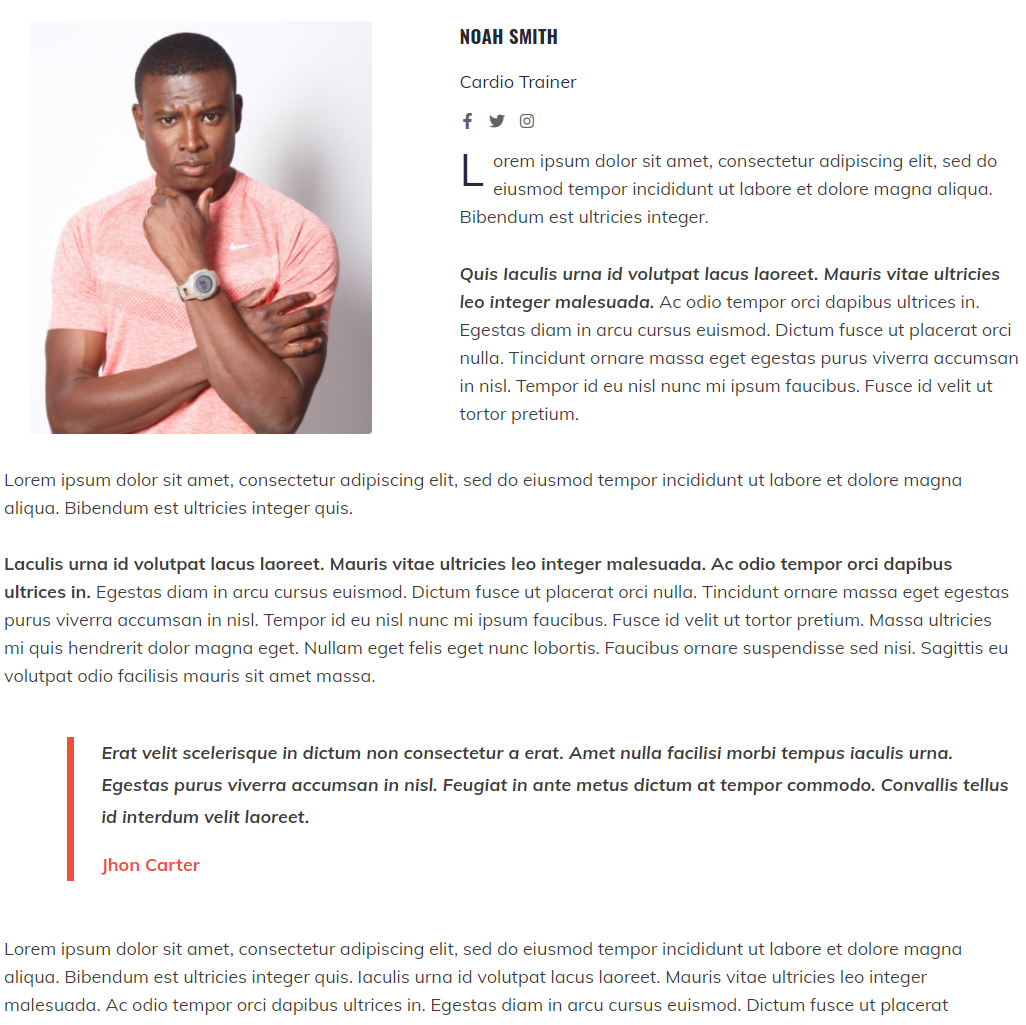 NOAH SMITH
Cardio Trainer
Lorem ipsum dolor sit amet, consectetur adipiscing elit, sed do
eiusmod tempor incididunt ut labore et dolore magna aliqua.
Bibendum est ultricies integer.
Quis Iaculis urna id volutpat lacus laoreet. Mauris vitae ultricies
leo integer malesuada. Ac odio tempor orci dapibus ultrices in.
Egestas diam in arcu cursus euismod. Dictum fusce ut placerat orci
nulla. Tincidunt ornare massa eget egestas purus viverra accumsan
in nisl. Tempor id eu nisl nunc mi ipsum faucibus. Fusce id velit ut
tortor pretium.
Lorem ipsum dolor sit amet, consectetur adipiscing elit, sed do eiusmod tempor incididunt ut labore et dolore magna
aliqua. Bibendum est ultricies integer quis.
Laculis urna id volutpat lacus laoreet. Mauris vitae ultricies leo integer malesuada. Ac odio tempor orci dapibus
ultrices in. Egestas diam in arcu cursus euismod. Dictum fusce ut placerat orci nulla. Tincidunt ornare massa eget egestas
purus viverra accumsan in nisl. Tempor id eu nisl nunc mi ipsum faucibus. Fusce id velit ut tortor pretium. Massa ultricies
mi quis hendrerit dolor magna eget. Nullam eget felis eget nunc lobortis. Faucibus ornare suspendisse sed nisi. Sagittis eu
volutpat odio facilisis mauris sit amet massa.
Erat velit scelerisque in dictum non consectetur a erat. Amet nulla facilisi morbi tempus iaculis urna.
Egestas purus viverra accumsan in nisl. Feugiat in ante metus dictum at tempor commodo. Convallis tellus
id interdum velit laoreet.
Jhon Carter
Lorem ipsum dolor sit amet, consectetur adipiscing elit, sed do eiusmod tempor incididunt ut labore et dolore magna
aliqua. Bibendum est ultricies integer quis. Iaculis urna id volutpat lacus laoreet. Mauris vitae ultricies leo integer
malesuada. Ac odio tempor orci dapibus ultrices in. Egestas diam in arcu cursus euismod. Dictum fusce ut placerat